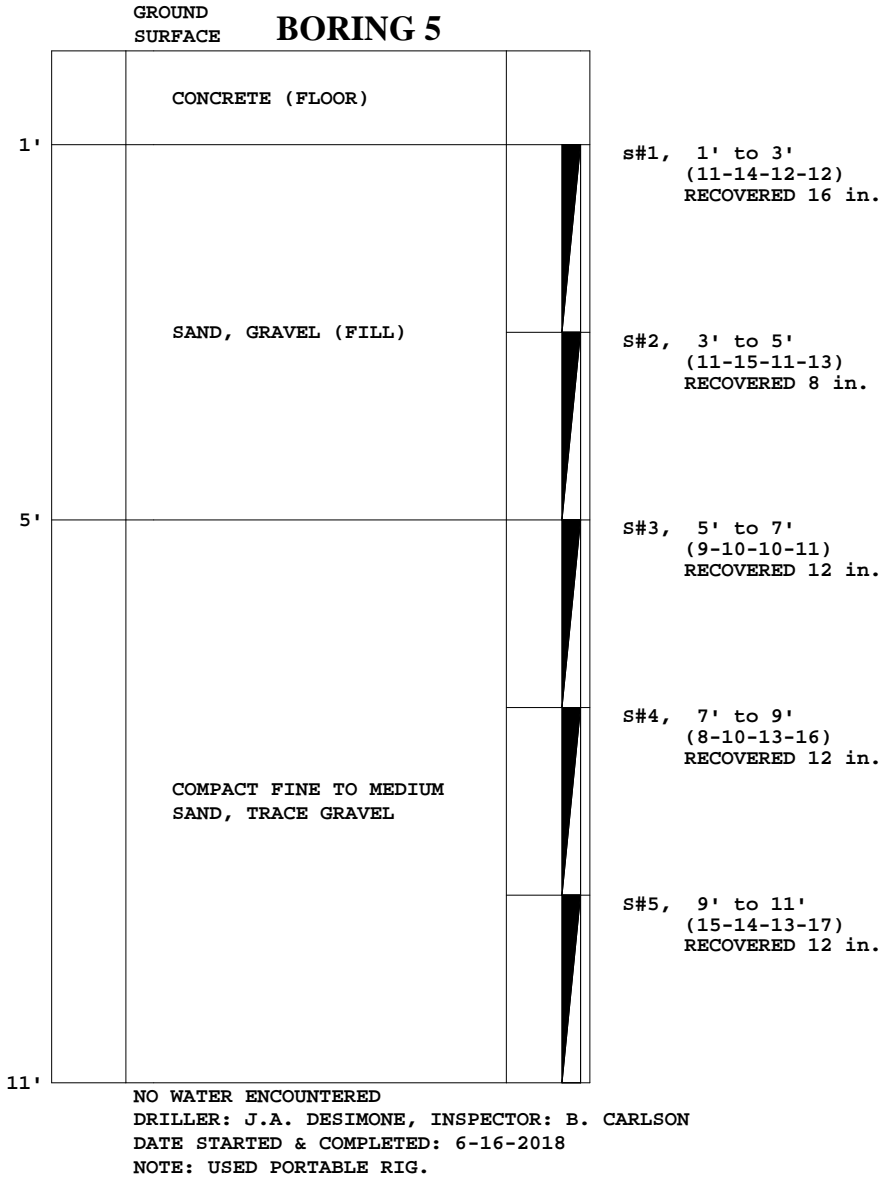 GROUND
SURFACE
BORING 5
CONCRETE (FLOOR)
1'
s#1, 1' to 3'
(11-14-12-12)
RECOVERED 16 in.
SAND, GRAVEL (FILL)
S#2, 3' to 5'
(11-15-11-13)
RECOVERED 8 in.
5'
S#3, 5' to 7'
(9-10-10-11)
RECOVERED 12 in.
S#4, 7' to 9'
(8-10-13-16)
RECOVERED 12 in.
COMPACT FINE TO MEDIUM
SAND, TRACE GRAVEL
S#5, 9' to 11'
(15-14-13-17)
RECOVERED 12 in.
11'
NO WATER ENCOUNTERED
DRILLER: J.A. DESIMONE, INSPECTOR: B. CARLSON
DATE STARTED & COMPLETED: 6-16-2018
NOTE: USED PORTABLE RIG.